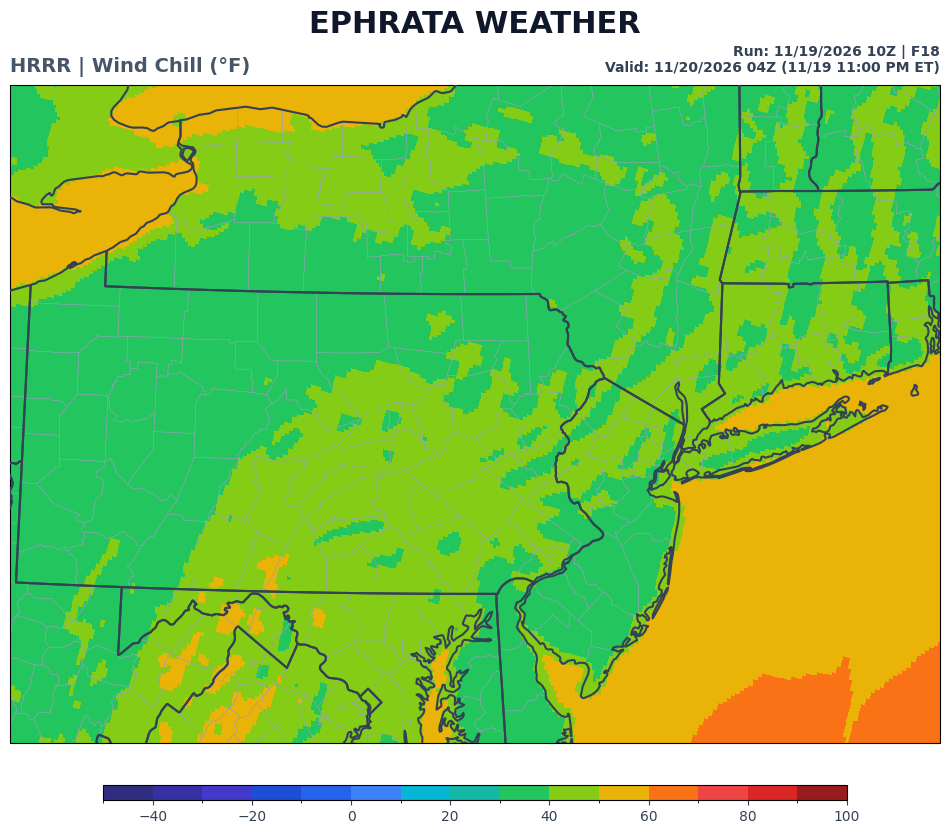 EPHRATA WEATHER
HRRR | Wind Chill (°F)
Run: 11/19/2026 10Z | F18
Valid: 11/20/2026 04Z (11/19 11:00 PM ET)
−40 −20 0 20 40 60 80 100